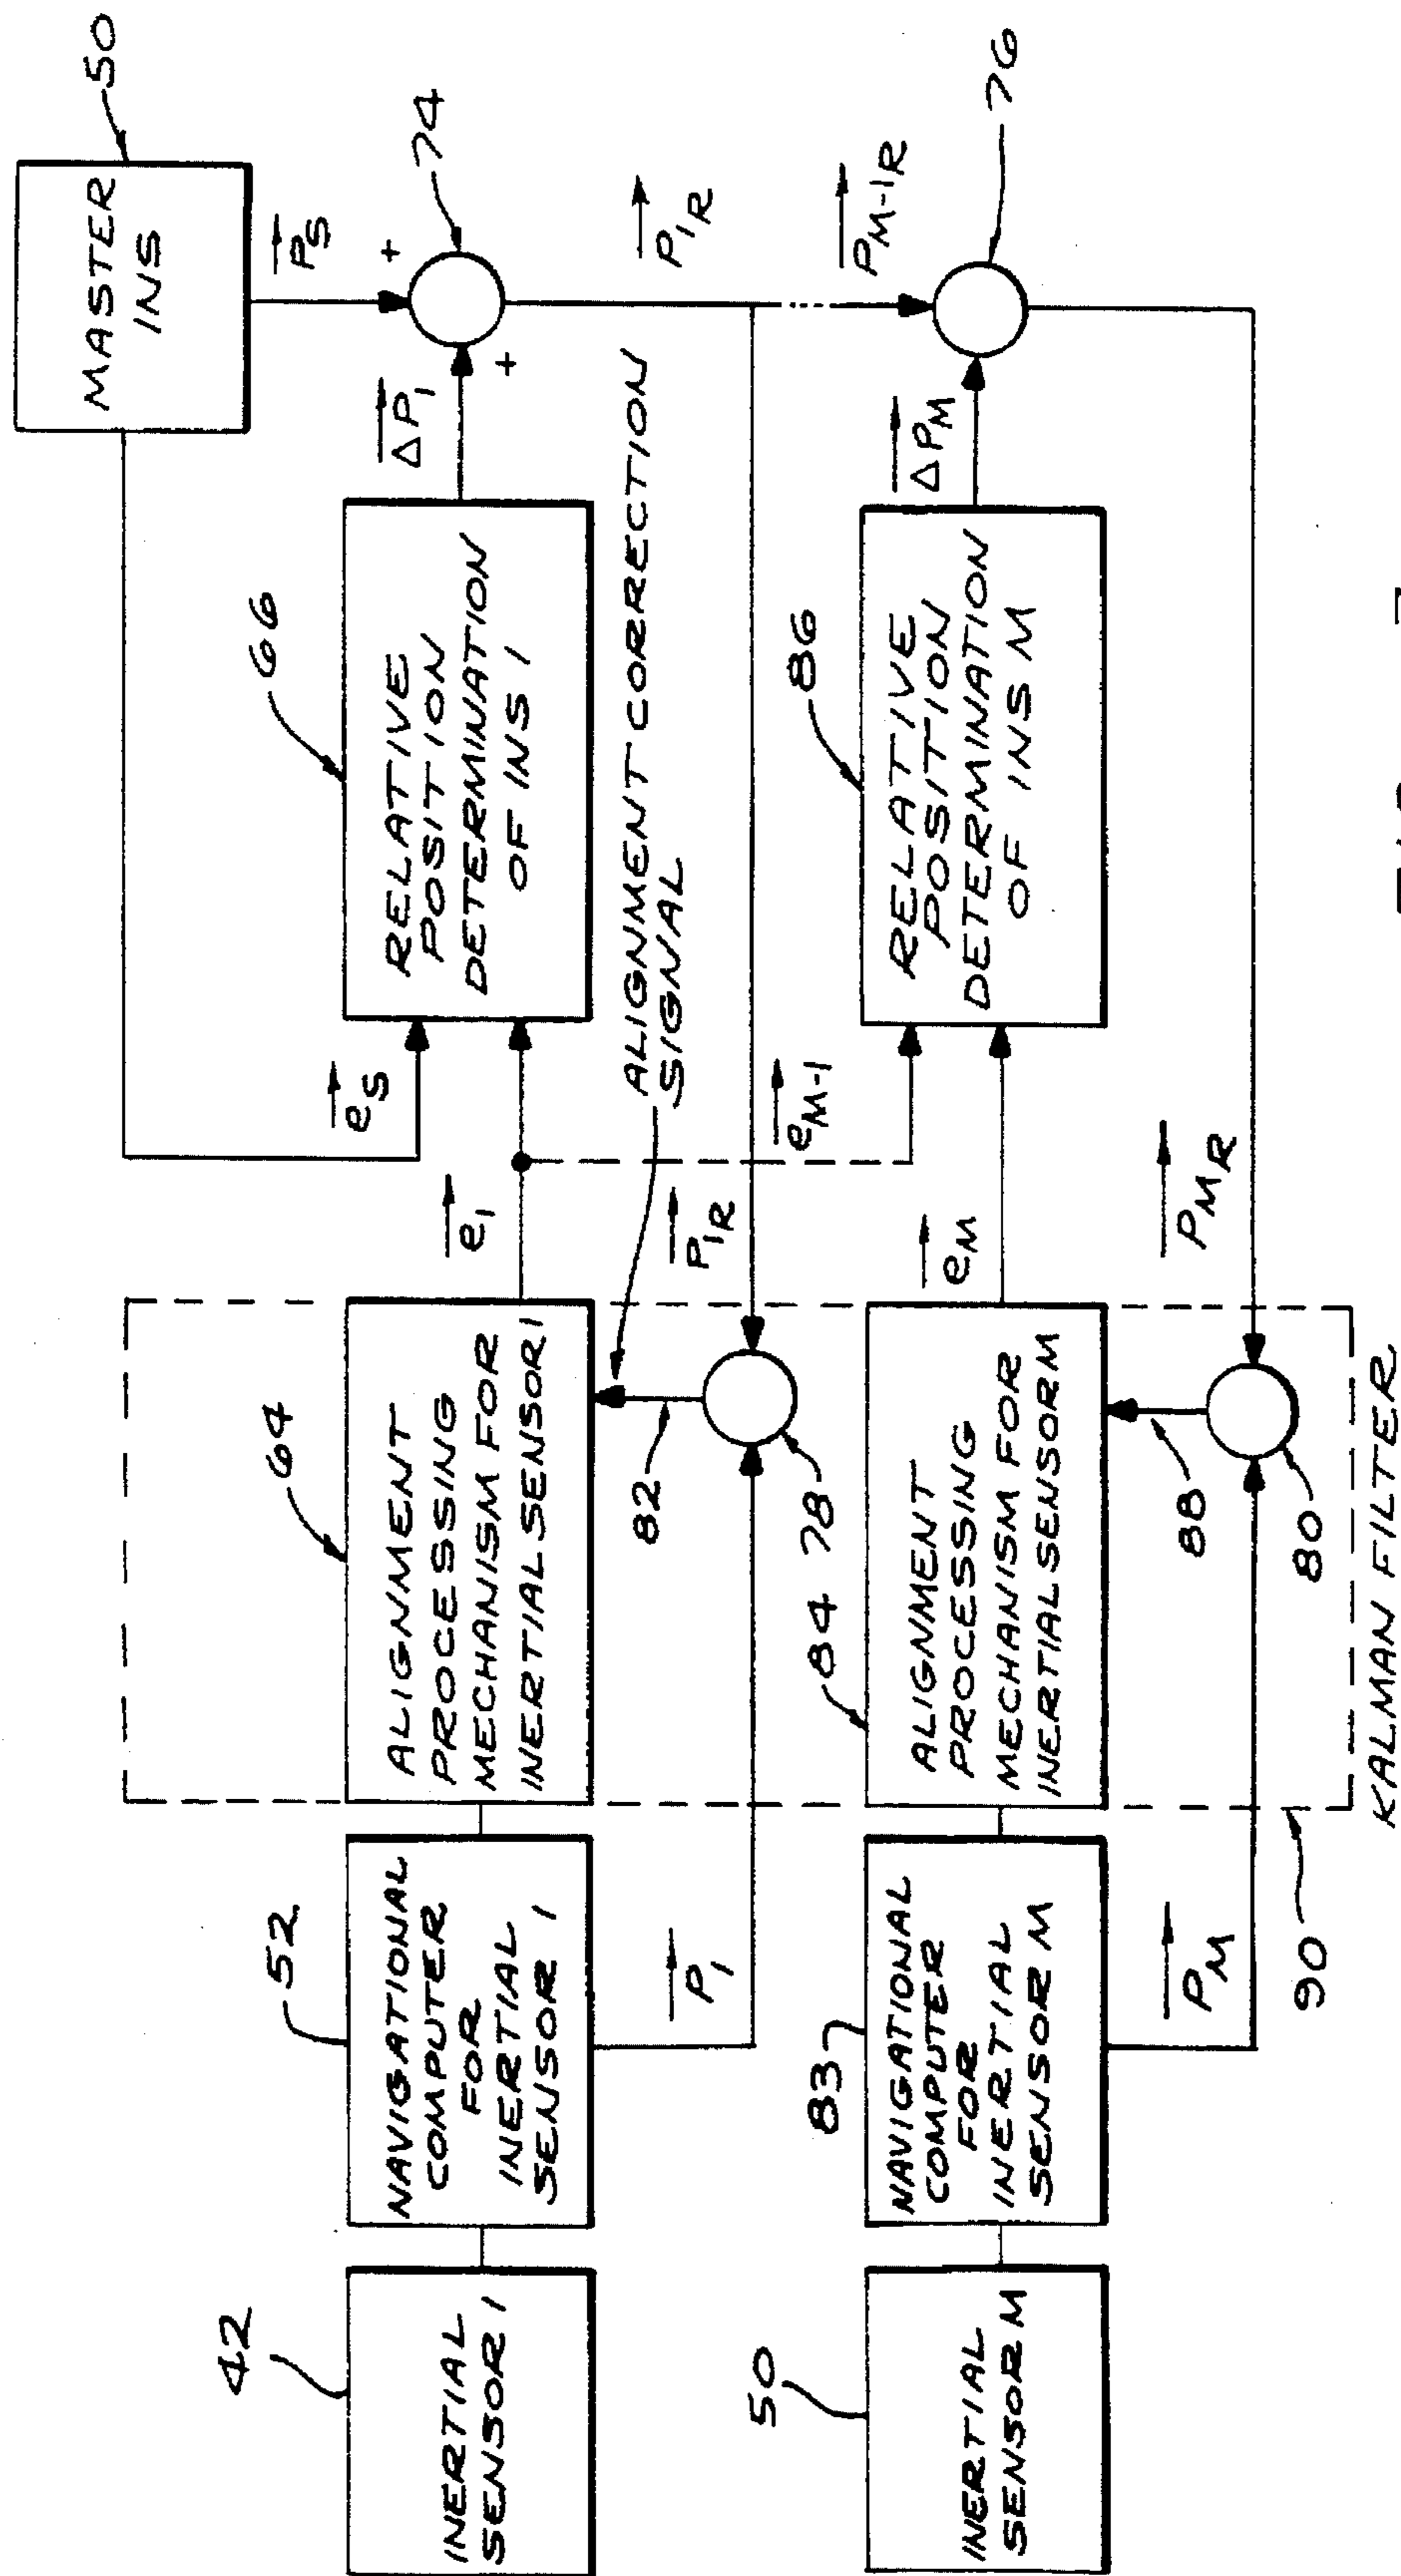 MASTER
INS
50
→P_S
+
+
74
→ΔP_1
66
RELATIVE
POSITION
DETERMINATION
OF INS 1
→e_S
→e_1
64
ALIGNMENT
PROCESSING
MECHANISM FOR
INERTIAL SENSOR 1
52
NAVIGATIONAL
COMPUTER
FOR
INERTIAL
SENSOR 1
42
INERTIAL
SENSOR 1
ALIGNMENT CORRECTION
SIGNAL
→P_1R
→P_1R
82
78
→P_1
→P_M-1R
76
→ΔP_M
86
RELATIVE
POSITION
DETERMINATION
OF INS M
→e_M-1
→e_M
84
ALIGNMENT
PROCESSING
MECHANISM FOR
INERTIAL SENSOR M
83
NAVIGATIONAL
COMPUTER
FOR
INERTIAL
SENSOR M
50
INERTIAL
SENSOR M
→P_MR
88
80
→P_M
90
KALMAN FILTER